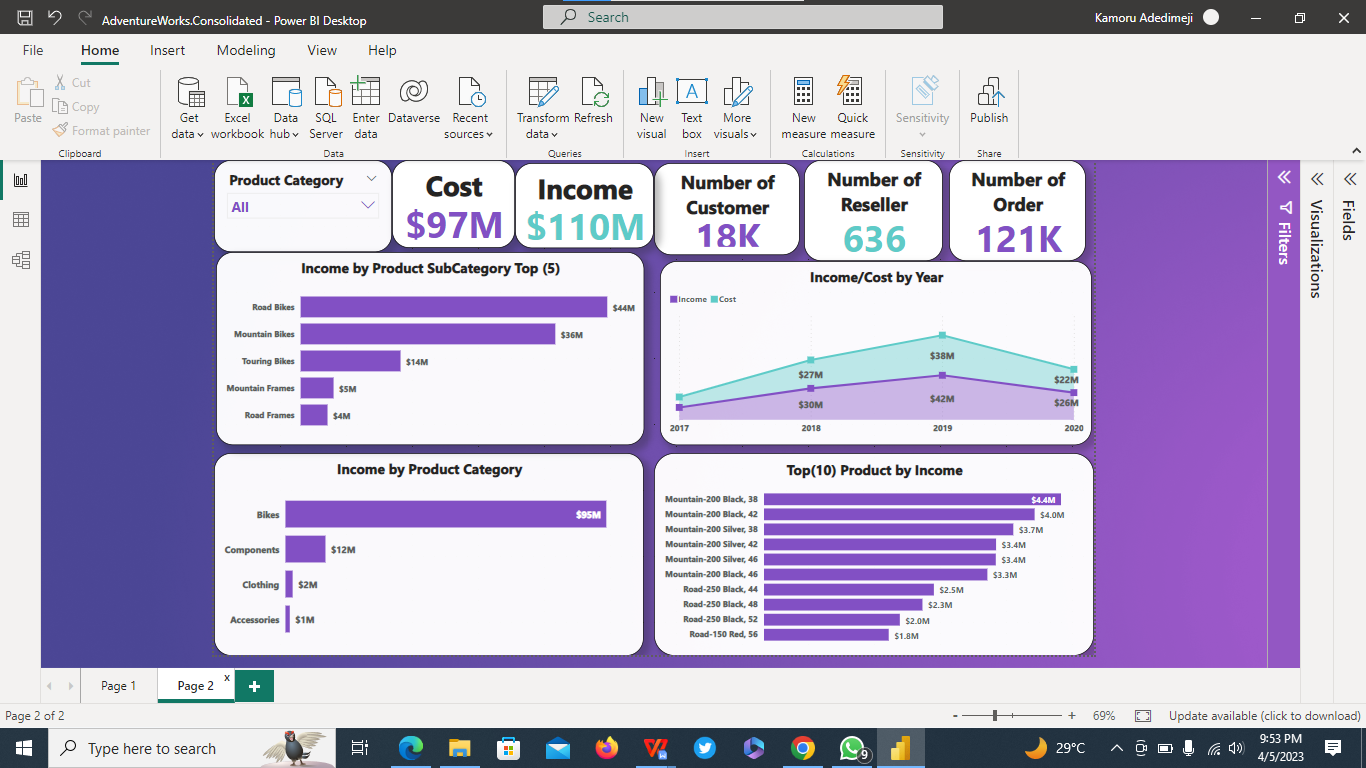 AdventureWorks.Consolidated - Power BI Desktop
Search
Kamoru Adedimeji
File Home Insert Modeling View Help
Paste
Cut
Copy
Format painter
Clipboard
Get data
Excel workbook
Data hub
SQL Server
Enter data
Dataverse
Recent sources
Data
Transform data
Refresh
Queries
New visual
Text box
More visuals
Insert
New measure
Quick measure
Calculations
Sensitivity
Sensitivity
Publish
Share
Product Category
All
Cost
$97M
Income
$110M
Number of
Customer
18K
Number of
Reseller
636
Number of
Order
121K
Filters
Visualizations
Fields
Income by Product SubCategory Top (5)
Road Bikes $44M
Mountain Bikes $36M
Touring Bikes $14M
Mountain Frames $5M
Road Frames $4M
Income/Cost by Year
Income Cost
$27M $38M $22M
$30M $42M $26M
2017 2018 2019 2020
Income by Product Category
Bikes $95M
Components $12M
Clothing $2M
Accessories $1M
Top(10) Product by Income
Mountain-200 Black, 38 $4.4M
Mountain-200 Black, 42 $4.0M
Mountain-200 Silver, 38 $3.7M
Mountain-200 Silver, 42 $3.4M
Mountain-200 Silver, 46 $3.4M
Mountain-200 Black, 46 $3.3M
Road-250 Black, 44 $2.5M
Road-250 Black, 48 $2.3M
Road-250 Black, 52 $2.0M
Road-150 Red, 56 $1.8M
Page 1
Page 2 x
+
Page 2 of 2
- + 69%
Update available (click to download)
Type here to search
9
29°C
9:53 PM
4/5/2023